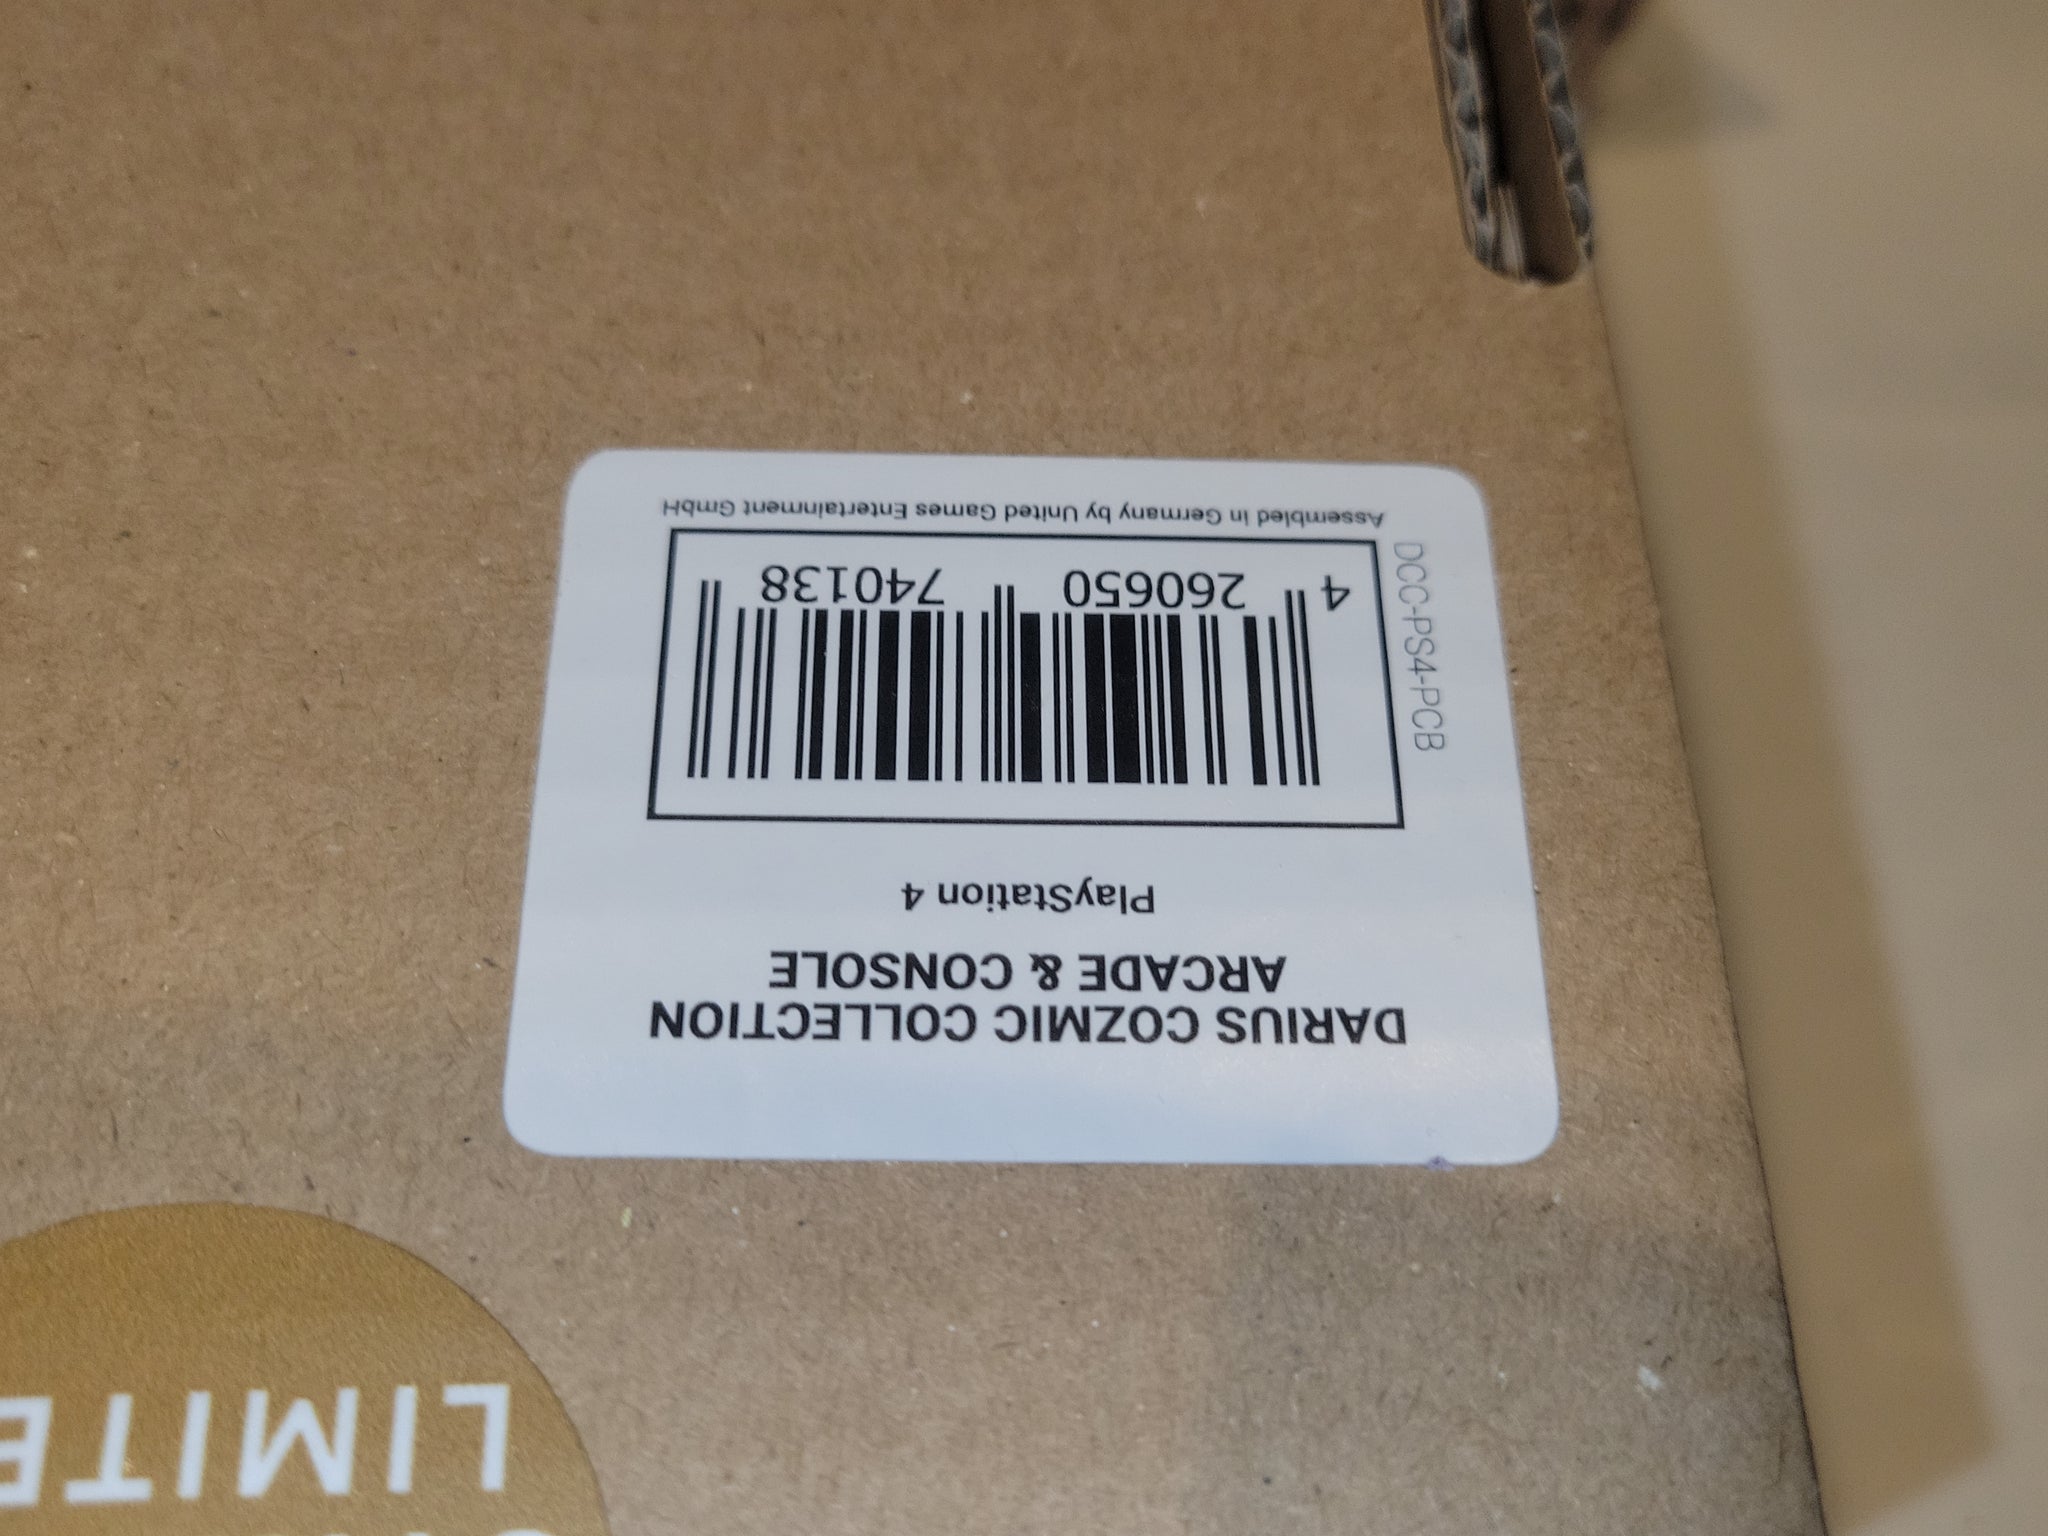 DARIUS COZMIC COLLECTION
ARCADE & CONSOLE
PlayStation 4
4 260650 740138
Assembled in Germany by United Games Entertainment GmbH
DCC-PS4-PCB
LIMITE